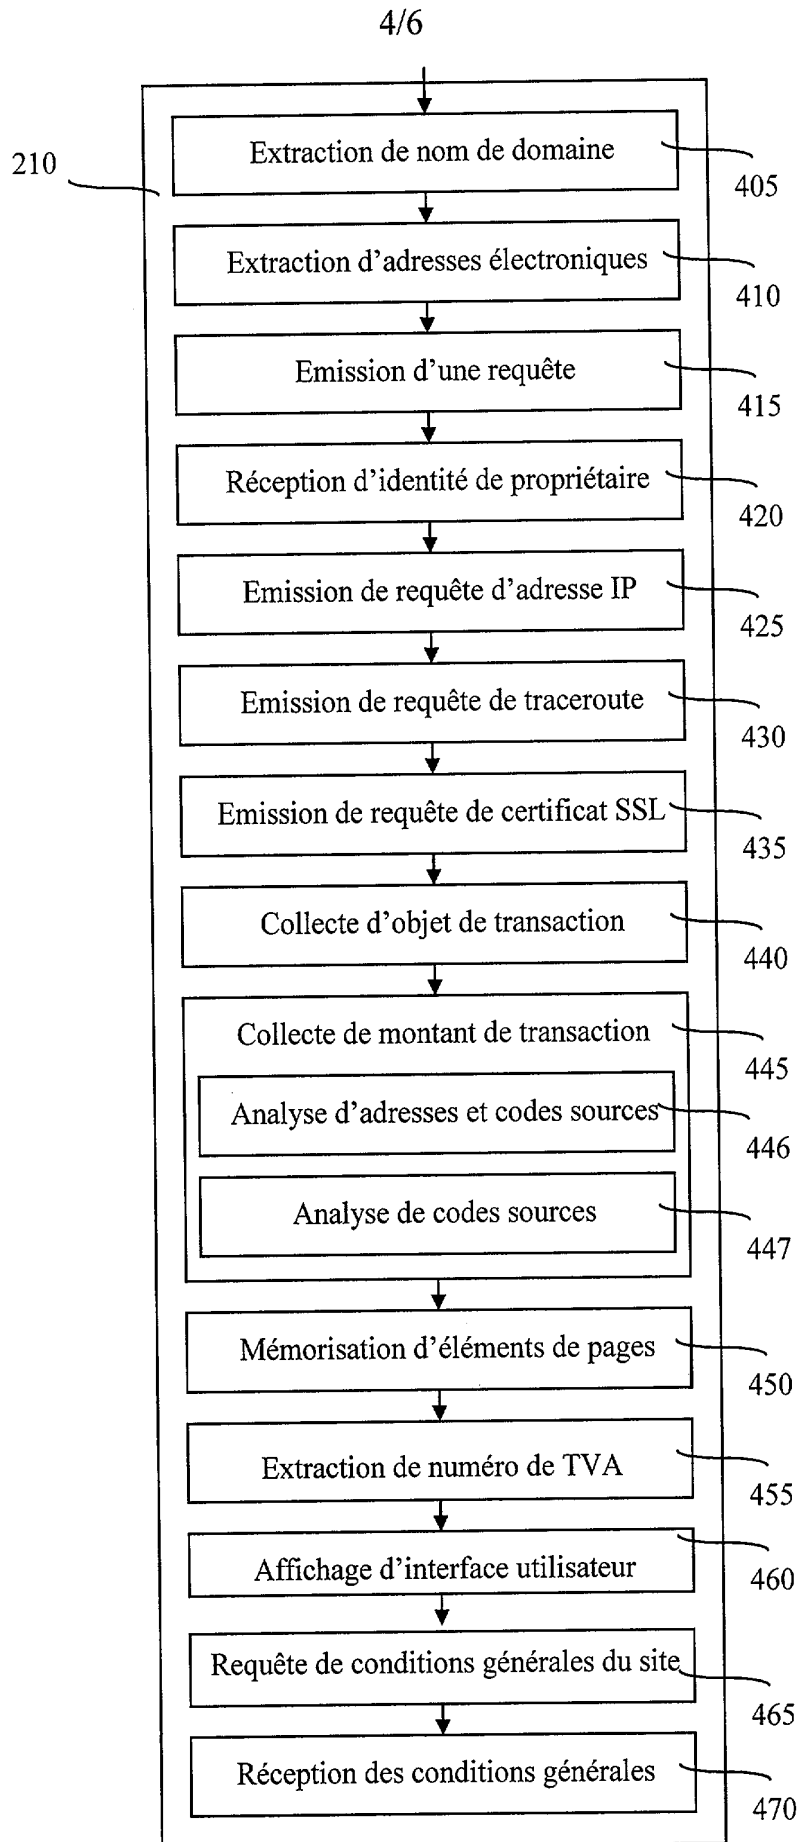 4/6
210
Extraction de nom de domaine
405
Extraction d’adresses électroniques
410
Emission d’une requête
415
Réception d’identité de propriétaire
420
Emission de requête d’adresse IP
425
Emission de requête de traceroute
430
Emission de requête de certificat SSL
435
Collecte d’objet de transaction
440
Collecte de montant de transaction
445
Analyse d’adresses et codes sources
446
Analyse de codes sources
447
Mémorisation d’éléments de pages
450
Extraction de numéro de TVA
455
Affichage d’interface utilisateur
460
Requête de conditions générales du site
465
Réception des conditions générales
470